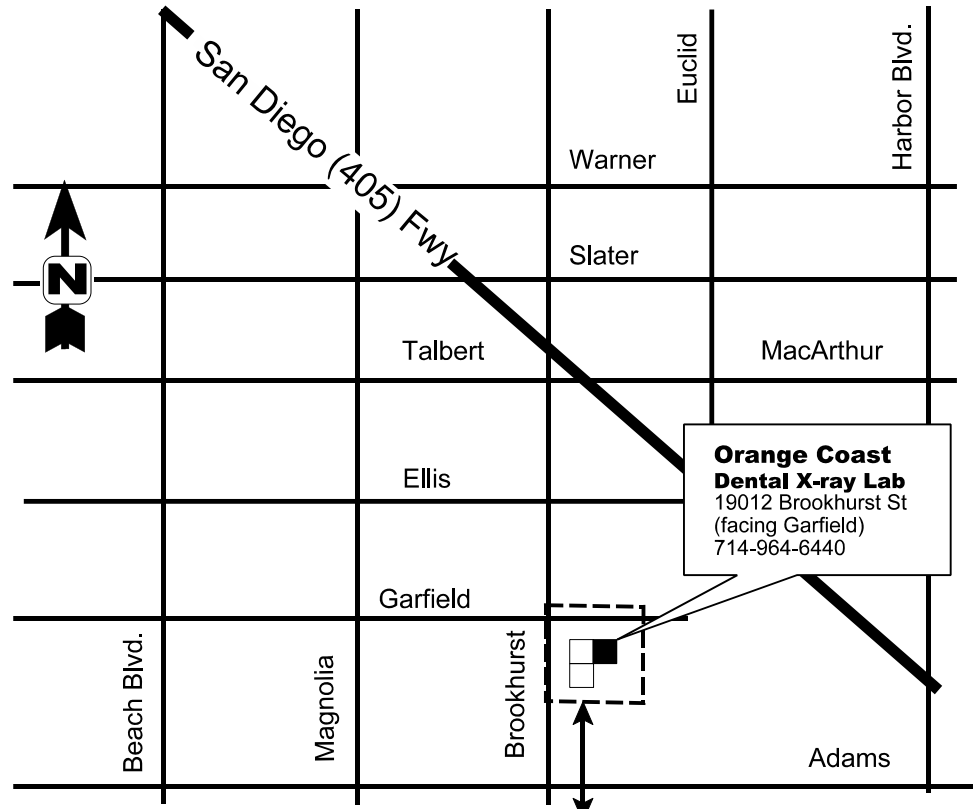 Euclid
Harbor Blvd.
San Diego (405) Fwy
Warner
N
Slater
Talbert
MacArthur
Orange Coast
Dental X-ray Lab
19012 Brookhurst St
(facing Garfield)
714-964-6440
Ellis
Garfield
Beach Blvd.
Magnolia
Brookhurst
Adams